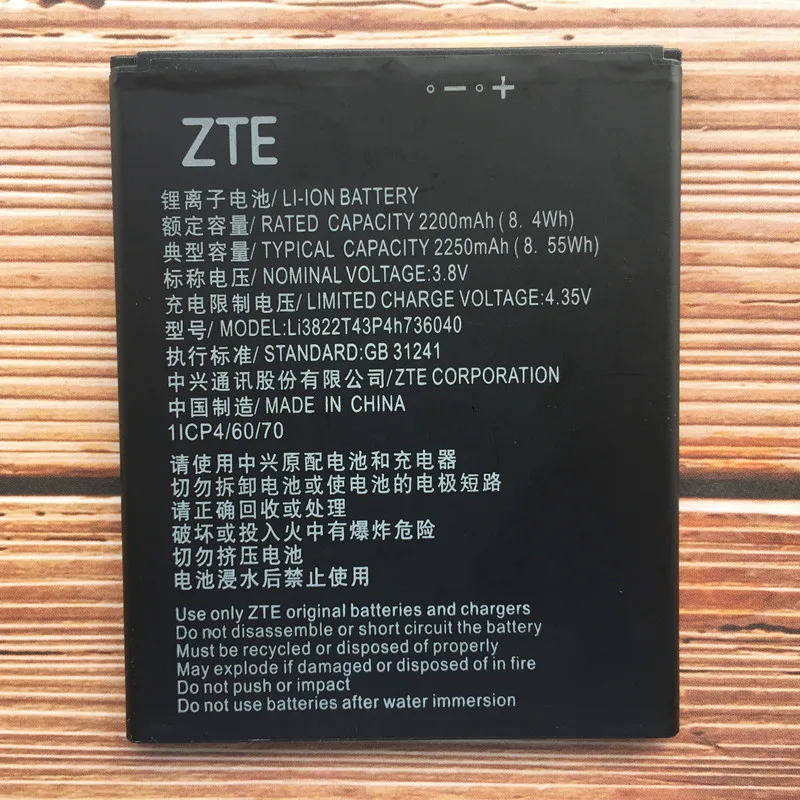 ◦ — ◦ +
ZTE
锂离子电池/ LI-ION BATTERY
额定容量/ RATED CAPACITY 2200mAh ( 8. 4Wh)
典型容量/ TYPICAL CAPACITY 2250mAh ( 8. 55Wh)
标称电压/ NOMINAL VOLTAGE:3.8V
充电限制电压/ LIMITED CHARGE VOLTAGE:4.35V
型号/ MODEL:Li3822T43P4h736040
执行标准/ STANDARD:GB 31241
中兴通讯股份有限公司/ZTE CORPORATION
中国制造/ MADE IN CHINA
1ICP4/60/70
请使用中兴原配电池和充电器
切勿拆卸电池或使电池的电极短路
请正确回收或处理
破坏或投入火中有爆炸危险
切勿挤压电池
电池浸水后禁止使用
Use only ZTE original batteries and chargers
Do not disassemble or short circuit the battery
Must be recycled or disposed of properly
May explode if damaged or disposed of in fire
Do not push or impact
Do not use batteries after water immersion